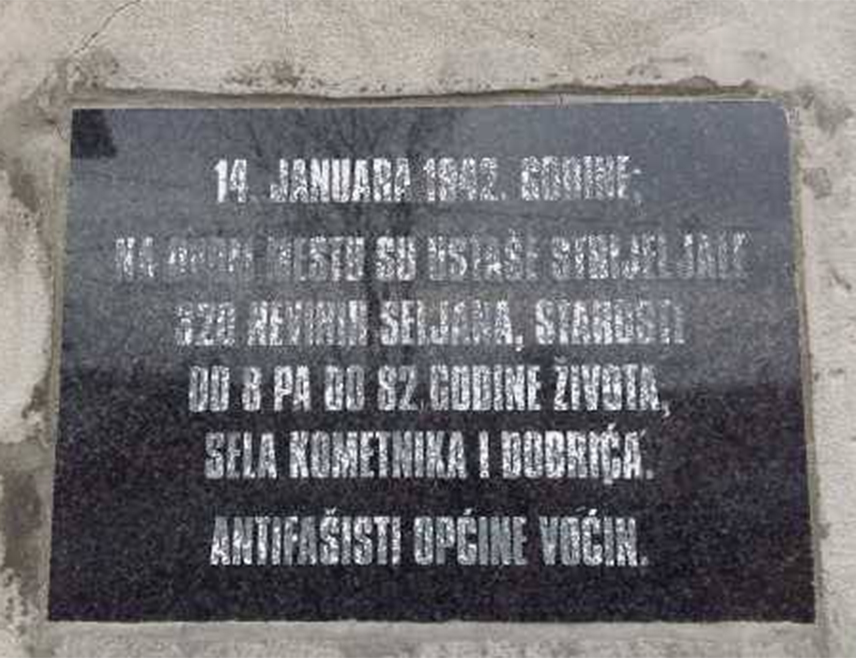 14. JANUARA 1942. GODINE;
NA OVOM MESTU SU USTAŠE STRIJELJALE
320 NEVINIH SELJANA, STAROSTI
OD 8 PA DO 82 GODINE ŽIVOTA,
SELA KOMETNIKA I DOBRIĆA.
ANTIFAŠISTI OPĆINE VOĆIN.